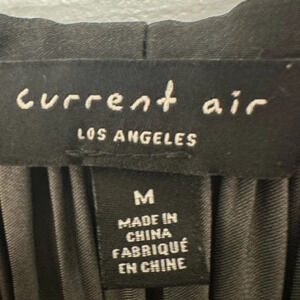 current air
LOS ANGELES
M
MADE IN
CHINA
FABRIQUÉ
EN CHINE